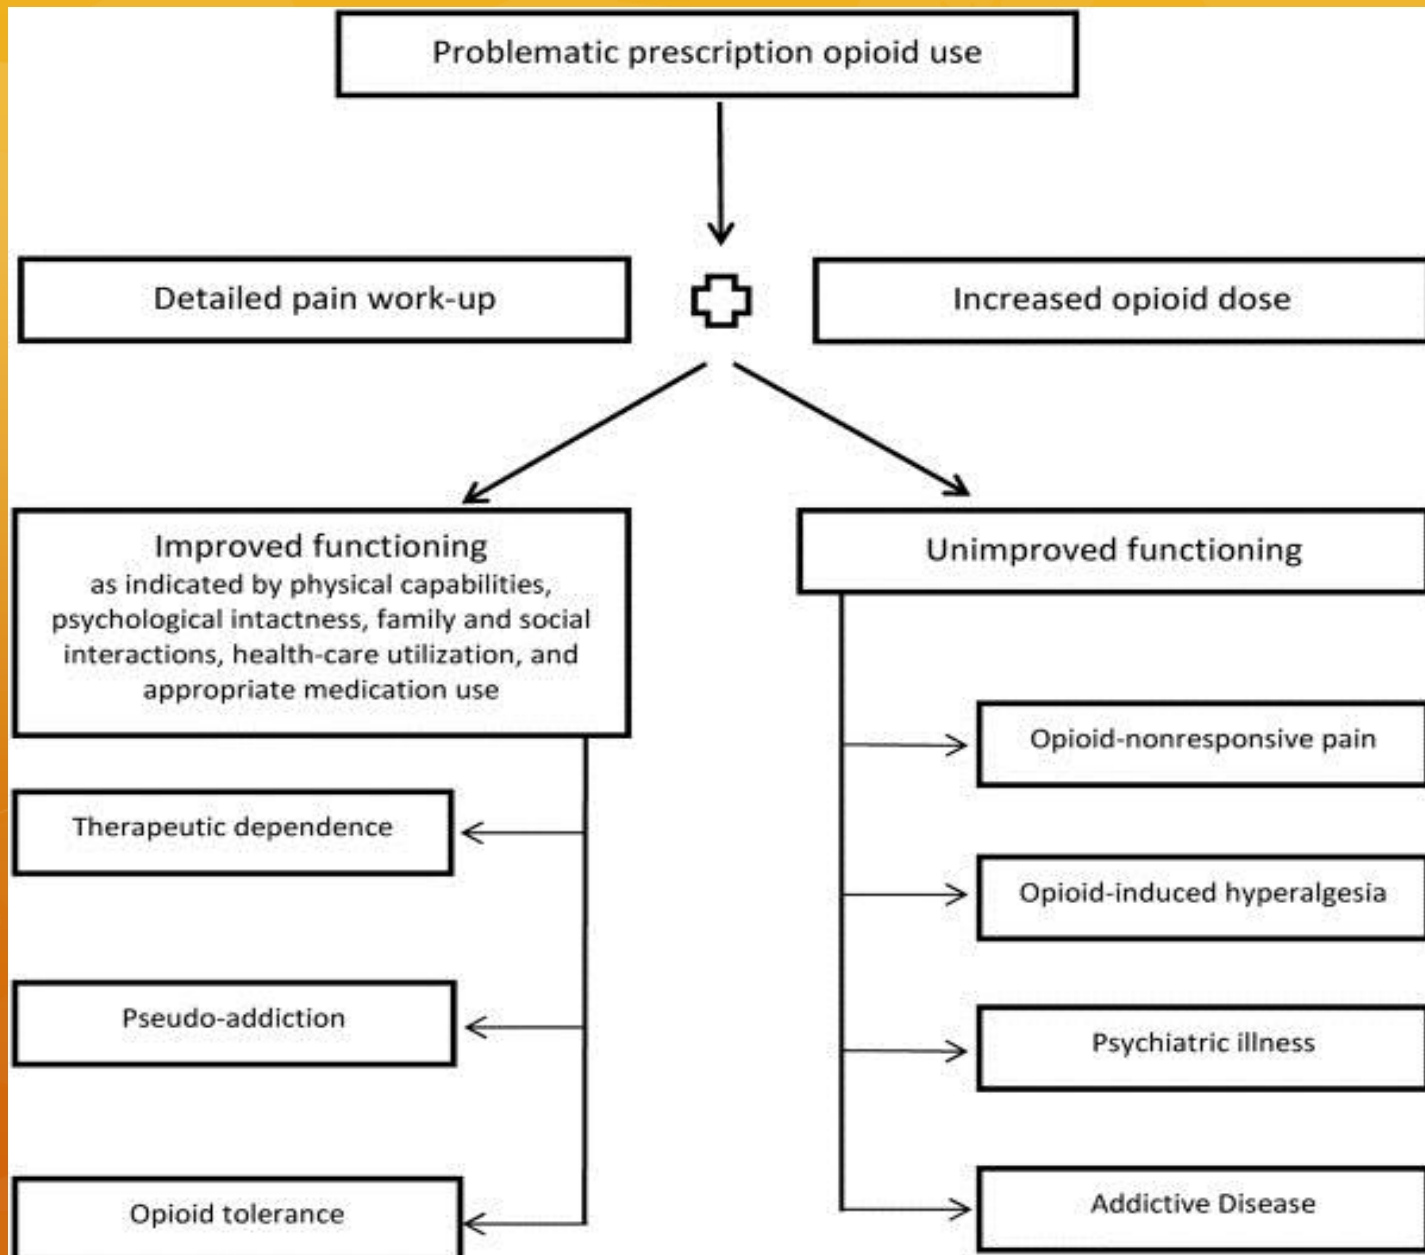 Problematic prescription opioid use
Detailed pain work-up
Increased opioid dose
Improved functioning
as indicated by physical capabilities,
psychological intactness, family and social
interactions, health-care utilization, and
appropriate medication use
Therapeutic dependence
Pseudo-addiction
Opioid tolerance
Unimproved functioning
Opioid-nonresponsive pain
Opioid-induced hyperalgesia
Psychiatric illness
Addictive Disease